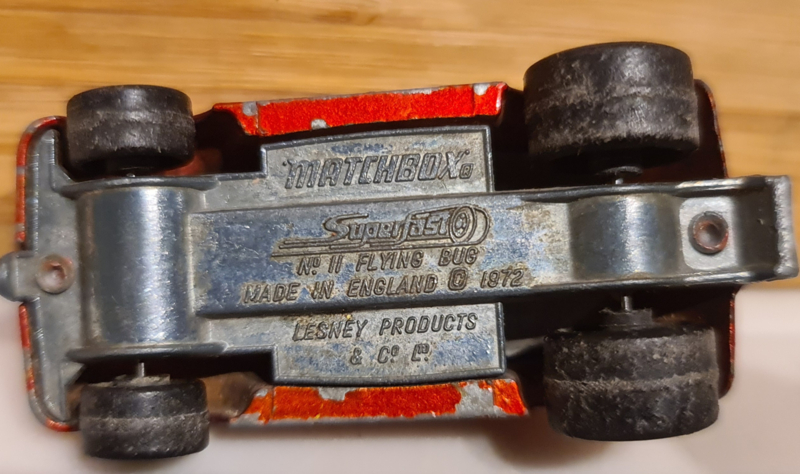 "MATCHBOX" ®
Superfast
Nº 11 FLYING BUG
MADE IN ENGLAND © 1972
LESNEY PRODUCTS
& Cº Lᴰ